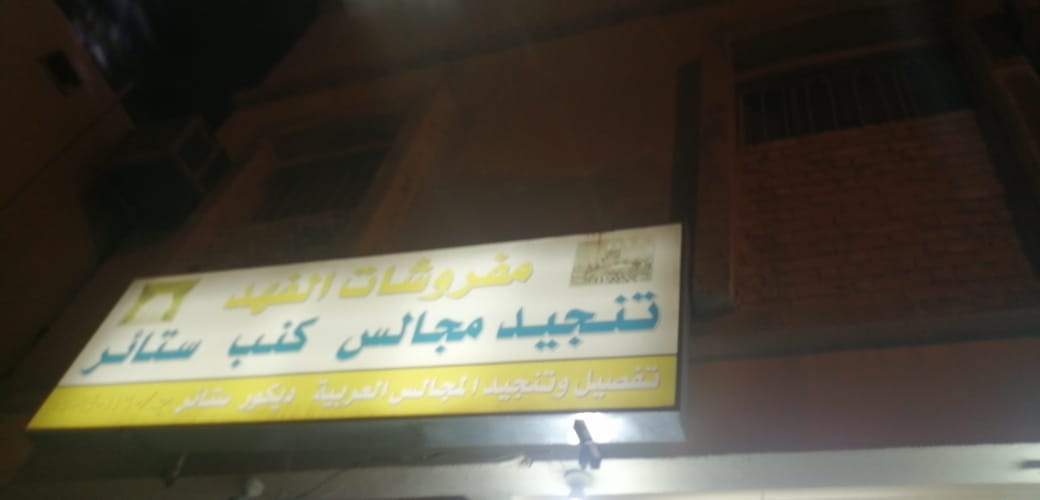 مفروشات الفهد
تنجيد مجالس كنب ستائر
تفصيل وتنجيد المجالس العربية ديكور ستائر